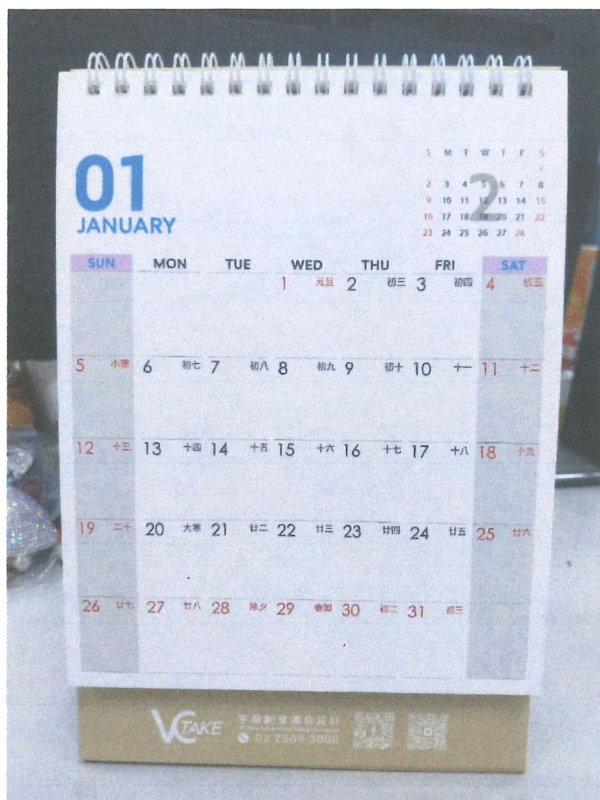 01
JANUARY
S M T W T F S
1
2 3 4 5 6 7 8
9 10 11 12 13 14 15
16 17 18 19 20 21 22
23 24 25 26 27 28
2
SUN MON TUE WED THU FRI SAT
1 元旦 2 初三 3 初四 4 初五
5 小寒 6 初七 7 初八 8 初九 9 初十 10 十一 11 十二
12 十三 13 十四 14 十五 15 十六 16 十七 17 十八 18 十九
19 二十 20 大寒 21 廿二 22 廿三 23 廿四 24 廿五 25 廿六
26 廿七 27 廿八 28 除夕 29 春節 30 初二 31 初三
VC TAKE
02 2509 3000